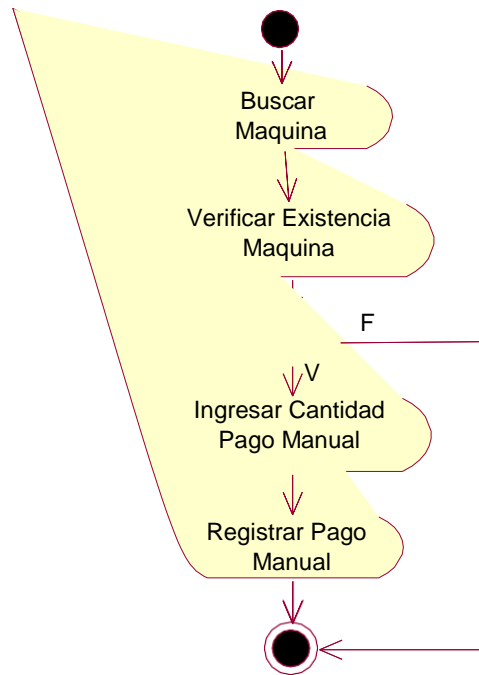 Buscar
Maquina
Verificar Existencia
Maquina
F
V
Ingresar Cantidad
Pago Manual
Registrar Pago
Manual